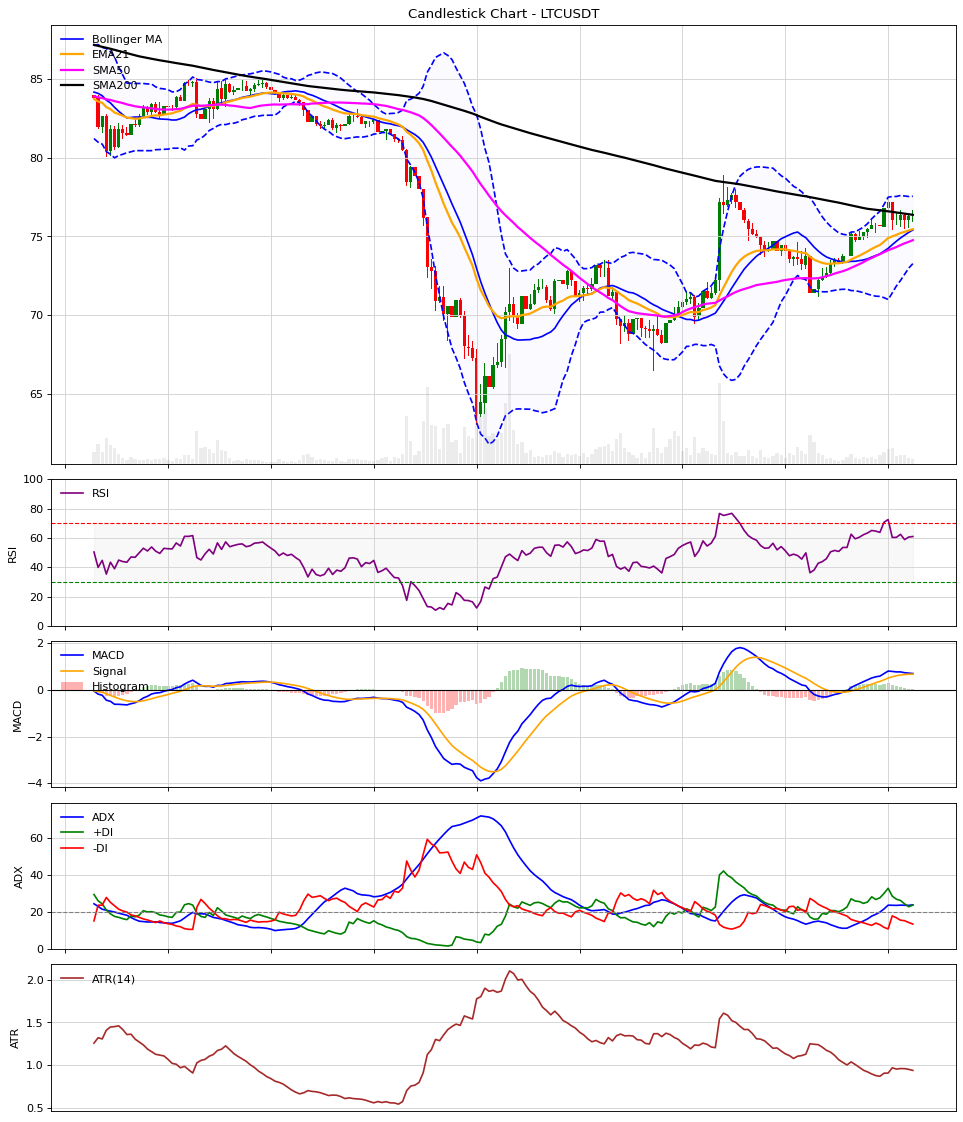 Candlestick Chart - LTCUSDT
Bollinger MA
EMA21
SMA50
SMA200
85
80
75
70
65
RSI
100
80
60
40
20
0
RSI
MACD
Signal
Histogram
2
0
−2
−4
MACD
ADX
+DI
-DI
60
40
20
0
ADX
ATR(14)
2.0
1.5
1.0
0.5
ATR